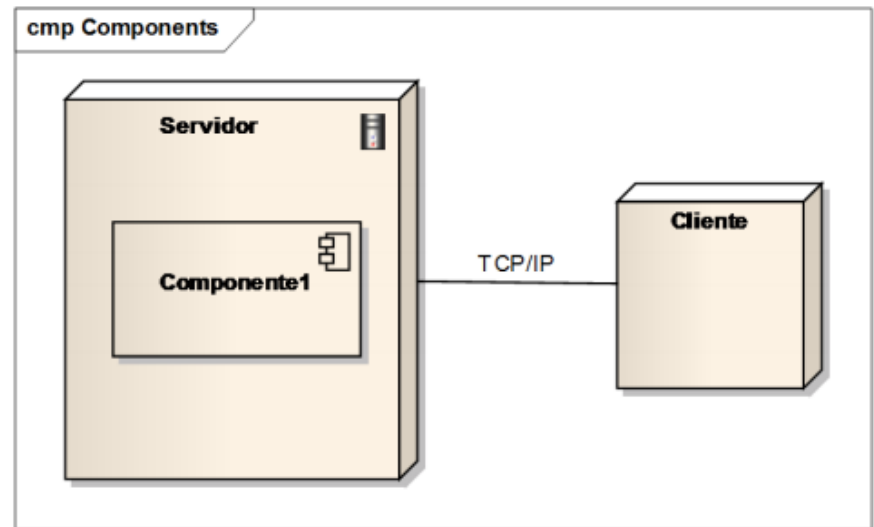 cmp Components
Servidor
Componente1
TCP/IP
Cliente